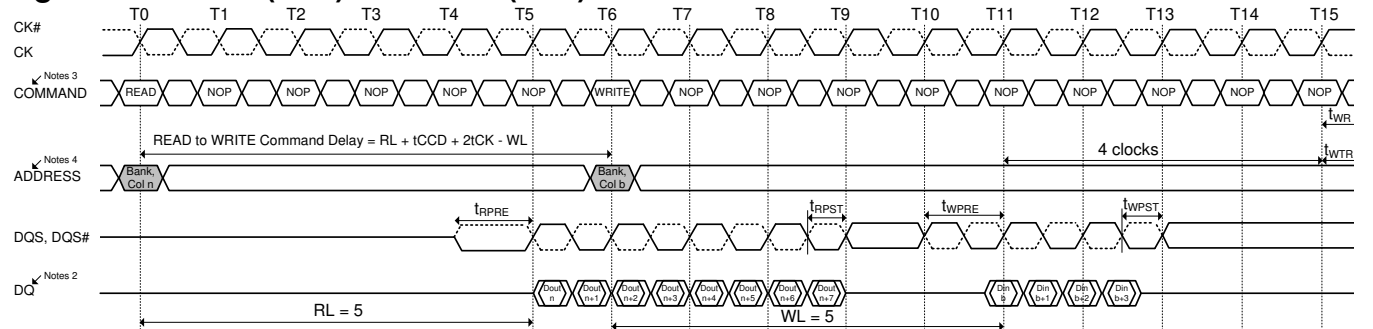 T0 T1 T2 T3 T4 T5 T6 T7 T8 T9 T10 T11 T12 T13 T14 T15
CK#
CK
Notes 3
COMMAND READ NOP NOP NOP NOP NOP WRITE NOP NOP NOP NOP NOP NOP NOP NOP NOP
tWR
READ to WRITE Command Delay = RL + tCCD + 2tCK - WL
4 clocks tWTR
Notes 4
ADDRESS
Bank, Col n
Bank, Col b
tRPRE tRPST tWPRE tWPST
DQS, DQS#
Notes 2
DQ
Dout n
Dout n+1
Dout n+2
Dout n+3
Dout n+4
Dout n+5
Dout n+6
Dout n+7
Din b
Din b+1
Din b+2
Din b+3
RL = 5 WL = 5